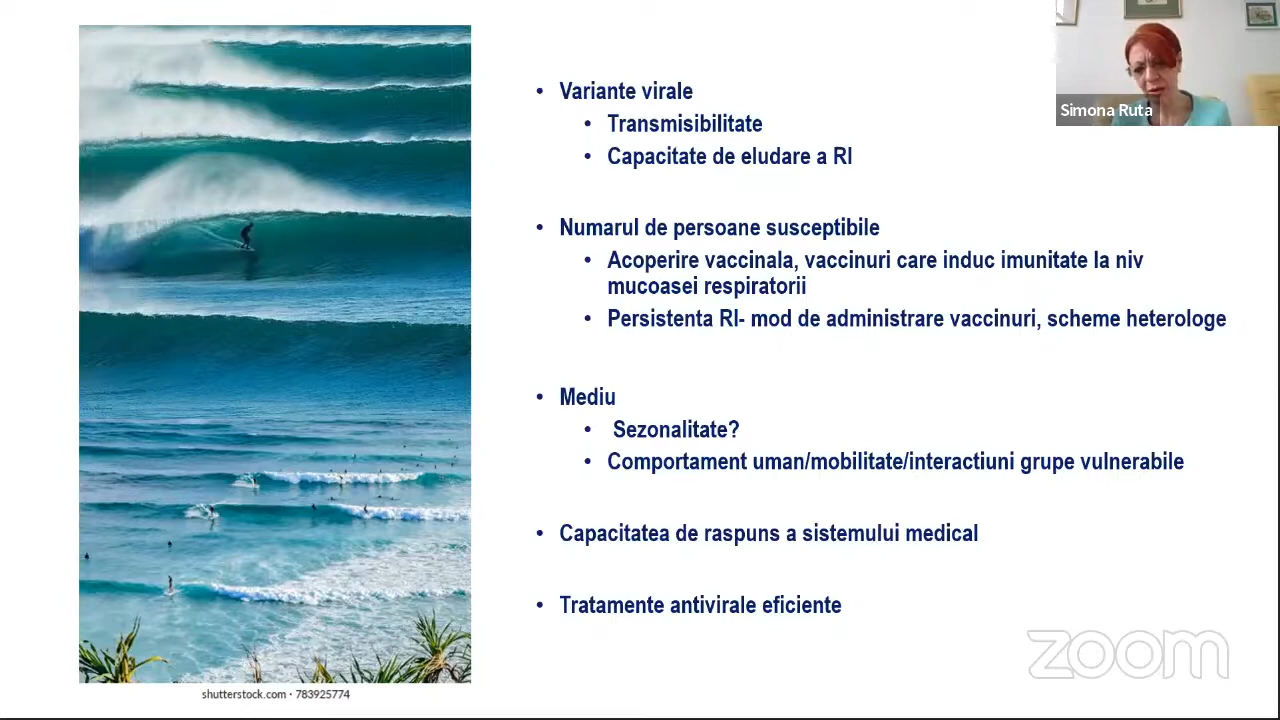 Variante virale
Transmisibilitate
Capacitate de eludare a RI
Numarul de persoane susceptibile
Acoperire vaccinala, vaccinuri care induc imunitate la niv
mucoasei respiratorii
Persistenta RI- mod de administrare vaccinuri, scheme heterologe
Mediu
Sezonalitate?
Comportament uman/mobilitate/interactiuni grupe vulnerabile
Capacitatea de raspuns a sistemului medical
Tratamente antivirale eficiente
Simona Ruta
zoom
shutterstock.com · 783925774